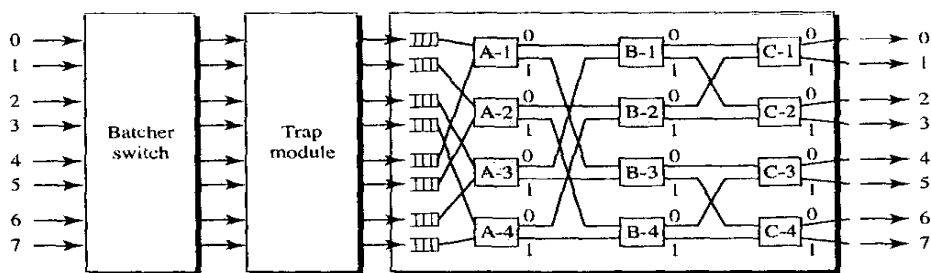 0 0 0 0 0
A-1 B-1 C-1
1 1 1 1 1
2 0 0 0 2
A-2 B-2 C-2
3 1 1 1 3
Batcher
switch
Trap
module
4 0 0 0 4
A-3 B-3 C-3
5 1 1 1 5
6 0 0 0 6
A-4 B-4 C-4
7 1 1 1 7